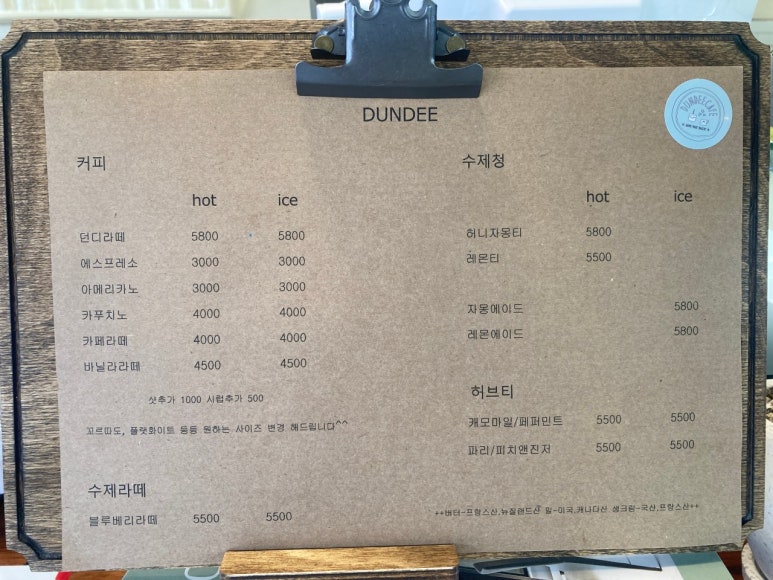 DUNDEE
DUNDEECAFE
커피
hot ice
던디라떼 5800 5800
에스프레소 3000 3000
아메리카노 3000 3000
카푸치노 4000 4000
카페라떼 4000 4000
바닐라라떼 4500 4500
샷추가 1000 시럽추가 500
꼬르따도, 플랫화이트 등등 원하는 사이즈 변경 해드립니다^^
수제라떼
블루베리라떼 5500 5500
수제청
hot ice
허니자몽티 5800
레몬티 5500
자몽에이드 5800
레몬에이드 5800
허브티
캐모마일/페퍼민트 5500 5500
파리/피치앤진저 5500 5500
++버터-프랑스산,뉴질랜드산 밀-미국,캐나다산 생크림-국산,프랑스산++